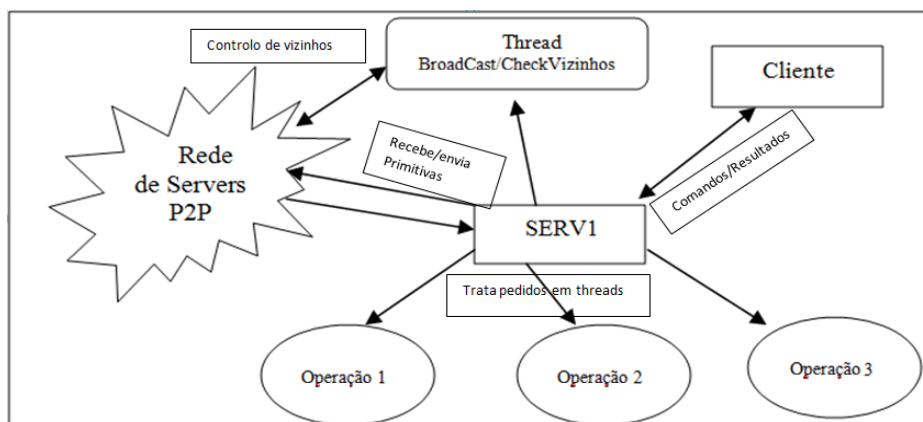 Controlo de vizinhos
Thread
BroadCast/CheckVizinhos
Cliente
Rede
de Servers
P2P
Recebe/envia
Primitivas
Comandos/Resultados
SERV1
Trata pedidos em threads
Operação 1
Operação 2
Operação 3